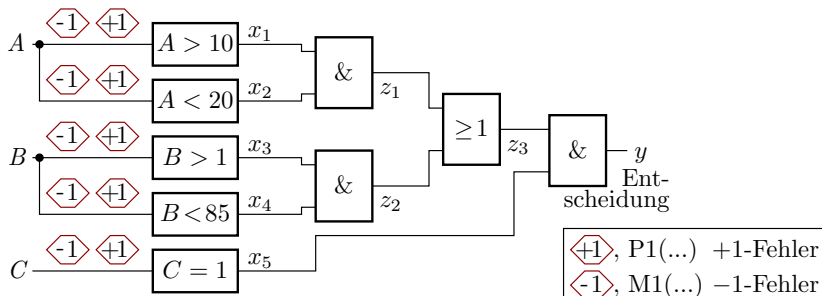 -1 +1
A A > 10 x₁
&
-1 +1
A < 20 x₂ z₁
≥1
-1 +1
B B > 1 x₃ z₃ & y
Ent-
scheidung
-1 +1
&
B < 85 x₄ z₂
-1 +1
C C = 1 x₅
+1, P1(...) +1-Fehler
-1, M1(...) −1-Fehler